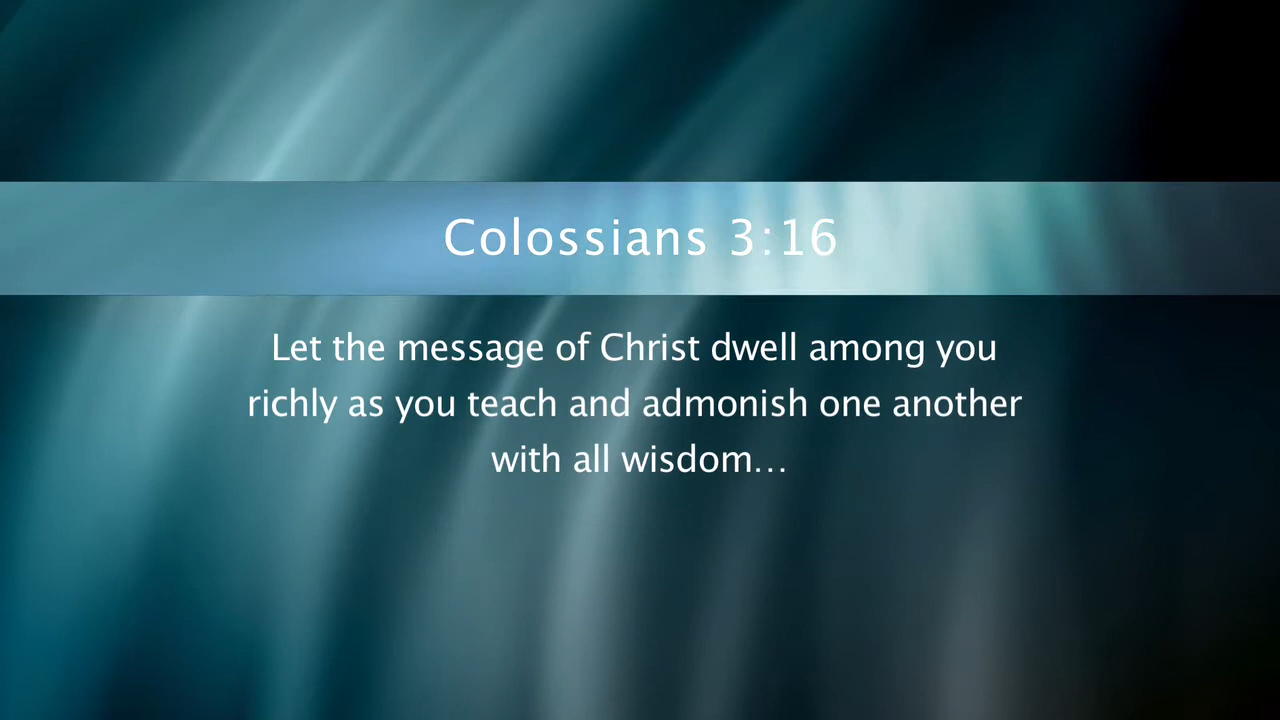 Colossians 3:16
Let the message of Christ dwell among you
richly as you teach and admonish one another
with all wisdom…